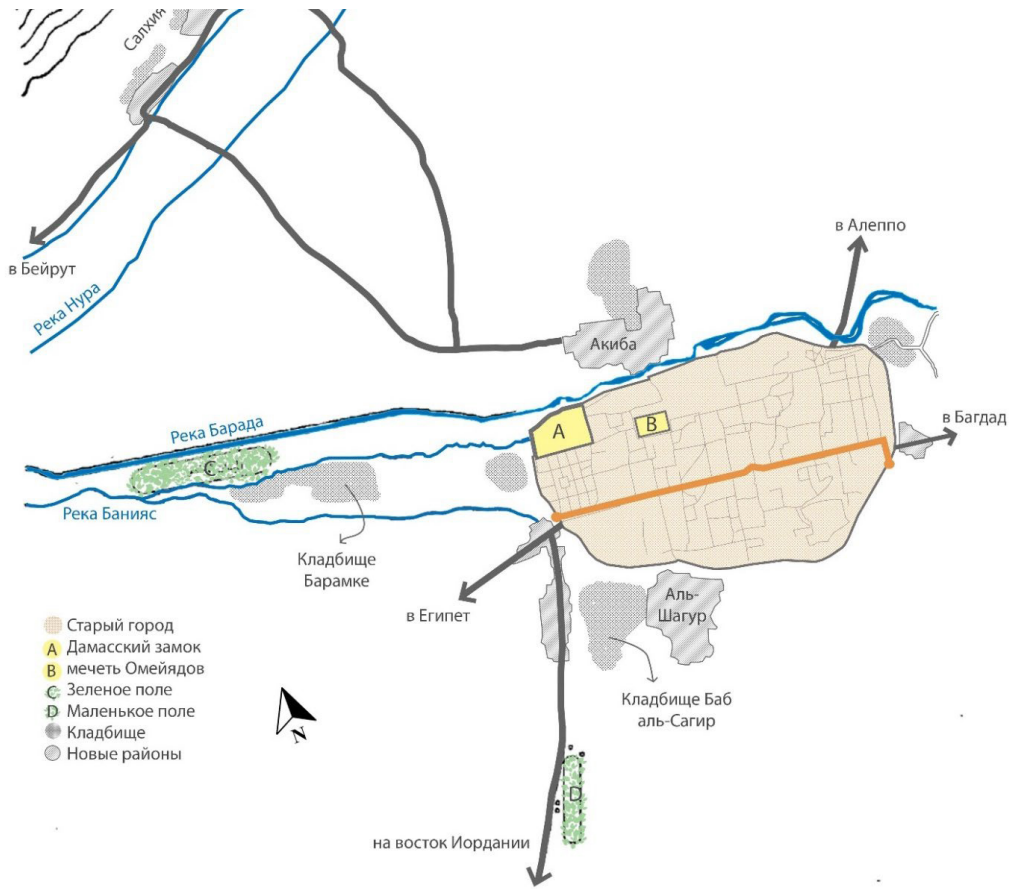 Салхия
в Алеппо
в Бейрут
Река Нура
Акиба
в Багдад
A
B
Река Барада
C
Река Банияс
Кладбище
Барамке
в Египет
Аль-
Шагур
Старый город
A Дамасский замок
B мечеть Омейядов
C Зеленое поле
D Маленькое поле
Кладбище
Новые районы
N
Кладбище Баб
аль-Сагир
D
на восток Иордании